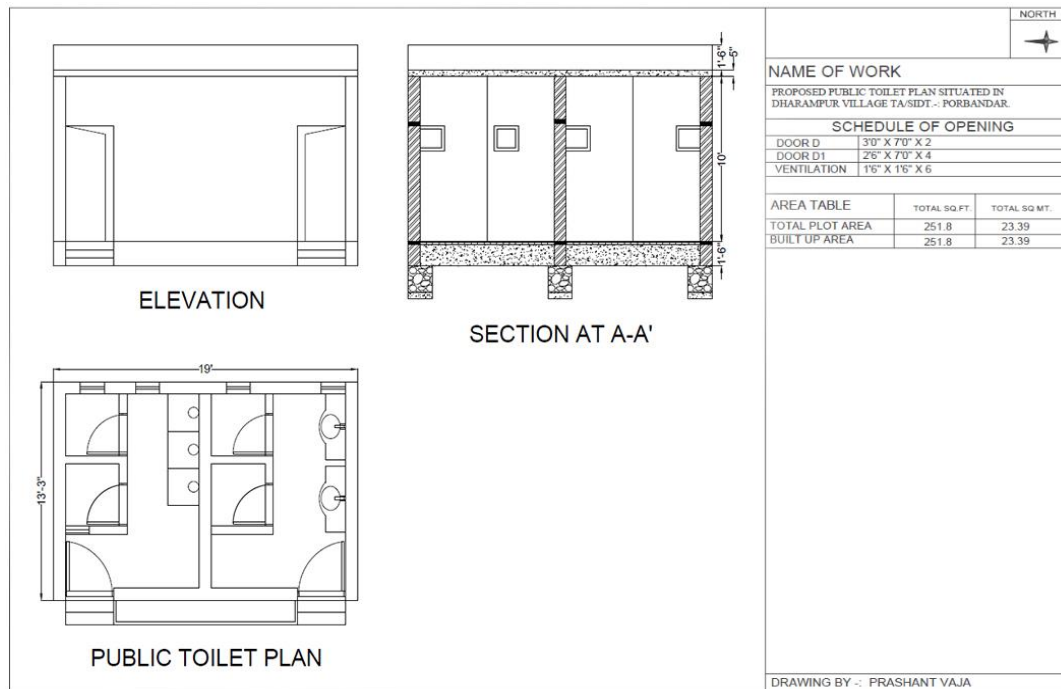 1'-6"
5"
10'
1'-6"
ELEVATION
SECTION AT A-A'
19'
13'-3"
PUBLIC TOILET PLAN
NORTH
NAME OF WORK
PROPOSED PUBLIC TOILET PLAN SITUATED IN
DHARAMPUR VILLAGE TA/SIDT.-: PORBANDAR.
SCHEDULE OF OPENING
DOOR D 3'0" X 7'0" X 2
DOOR D1 2'6" X 7'0" X 4
VENTILATION 1'6" X 1'6" X 6
AREA TABLE TOTAL SQ.FT. TOTAL SQ MT.
TOTAL PLOT AREA 251.8 23.39
BUILT UP AREA 251.8 23.39
DRAWING BY -: PRASHANT VAJA